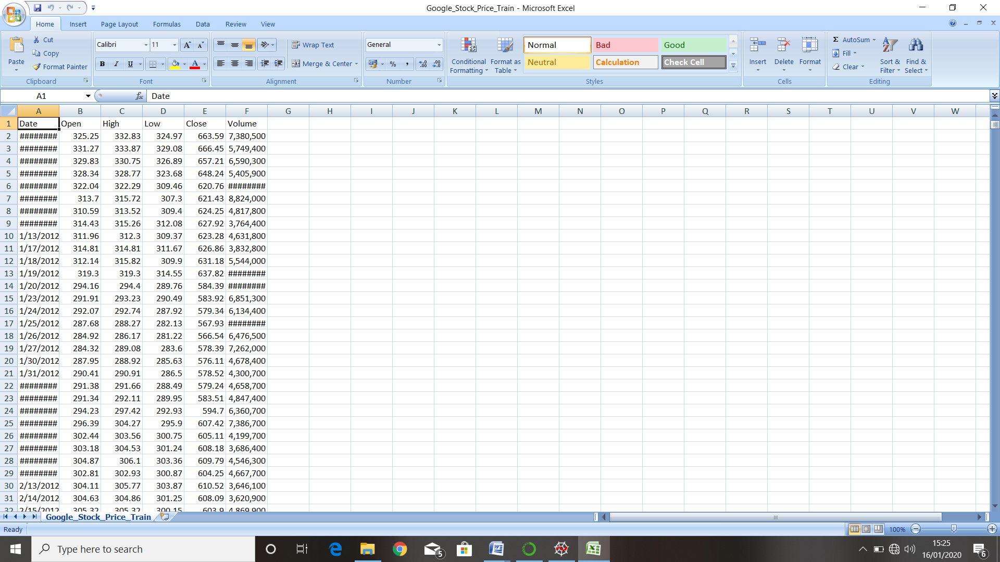 Google_Stock_Price_Train - Microsoft Excel
Home Insert Page Layout Formulas Data Review View
Paste
Cut
Copy
Format Painter
Clipboard
Calibri 11
B I U
Font
Wrap Text
Merge & Center
Alignment
General
Number
Conditional Formatting
Format as Table
Normal Bad Good
Neutral Calculation Check Cell
Styles
Insert Delete Format
Cells
Σ AutoSum
Fill
Clear
Sort & Filter
Find & Select
Editing
A1 fx Date
A B C D E F G H I J K L M N O P Q R S T U V W
1 Date Open High Low Close Volume
2 ######## 325.25 332.83 324.97 663.59 7,380,500
3 ######## 331.27 333.87 329.08 666.45 5,749,400
4 ######## 329.83 330.75 326.89 657.21 6,590,300
5 ######## 328.34 328.77 323.68 648.24 5,405,900
6 ######## 322.04 322.29 309.46 620.76 ########
7 ######## 313.7 315.72 307.3 621.43 8,824,000
8 ######## 310.59 313.52 309.4 624.25 4,817,800
9 ######## 314.43 315.26 312.08 627.92 3,764,400
10 1/13/2012 311.96 312.3 309.37 623.28 4,631,800
11 1/17/2012 314.81 314.81 311.67 626.86 3,832,800
12 1/18/2012 312.14 315.82 309.9 631.18 5,544,000
13 1/19/2012 319.3 319.3 314.55 637.82 ########
14 1/20/2012 294.16 294.4 289.76 584.39 ########
15 1/23/2012 291.91 293.23 290.49 583.92 6,851,300
16 1/24/2012 292.07 292.74 287.92 579.34 6,134,400
17 1/25/2012 287.68 288.27 282.13 567.93 ########
18 1/26/2012 284.92 286.17 281.22 566.54 6,476,500
19 1/27/2012 284.32 289.08 283.6 578.39 7,262,000
20 1/30/2012 287.95 288.92 285.63 576.11 4,678,400
21 1/31/2012 290.41 290.91 286.5 578.52 4,300,700
22 ######## 291.38 291.66 288.49 579.24 4,658,700
23 ######## 291.34 292.11 289.95 583.51 4,847,400
24 ######## 294.23 297.42 292.93 594.7 6,360,700
25 ######## 296.39 304.27 295.9 607.42 7,386,700
26 ######## 302.44 303.56 300.75 605.11 4,199,700
27 ######## 303.18 304.53 301.24 608.18 3,686,400
28 ######## 304.87 306.1 303.36 609.79 4,546,300
29 ######## 302.81 302.93 300.87 604.25 4,667,700
30 2/13/2012 304.11 305.77 303.87 610.52 3,646,100
31 2/14/2012 304.63 304.86 301.25 608.09 3,620,900
32 2/15/2012 305.32 305.32 300.15 603.9 4,869,900
Google_Stock_Price_Train
Ready 100%
Type here to search
5
15:25
16/01/2020
6